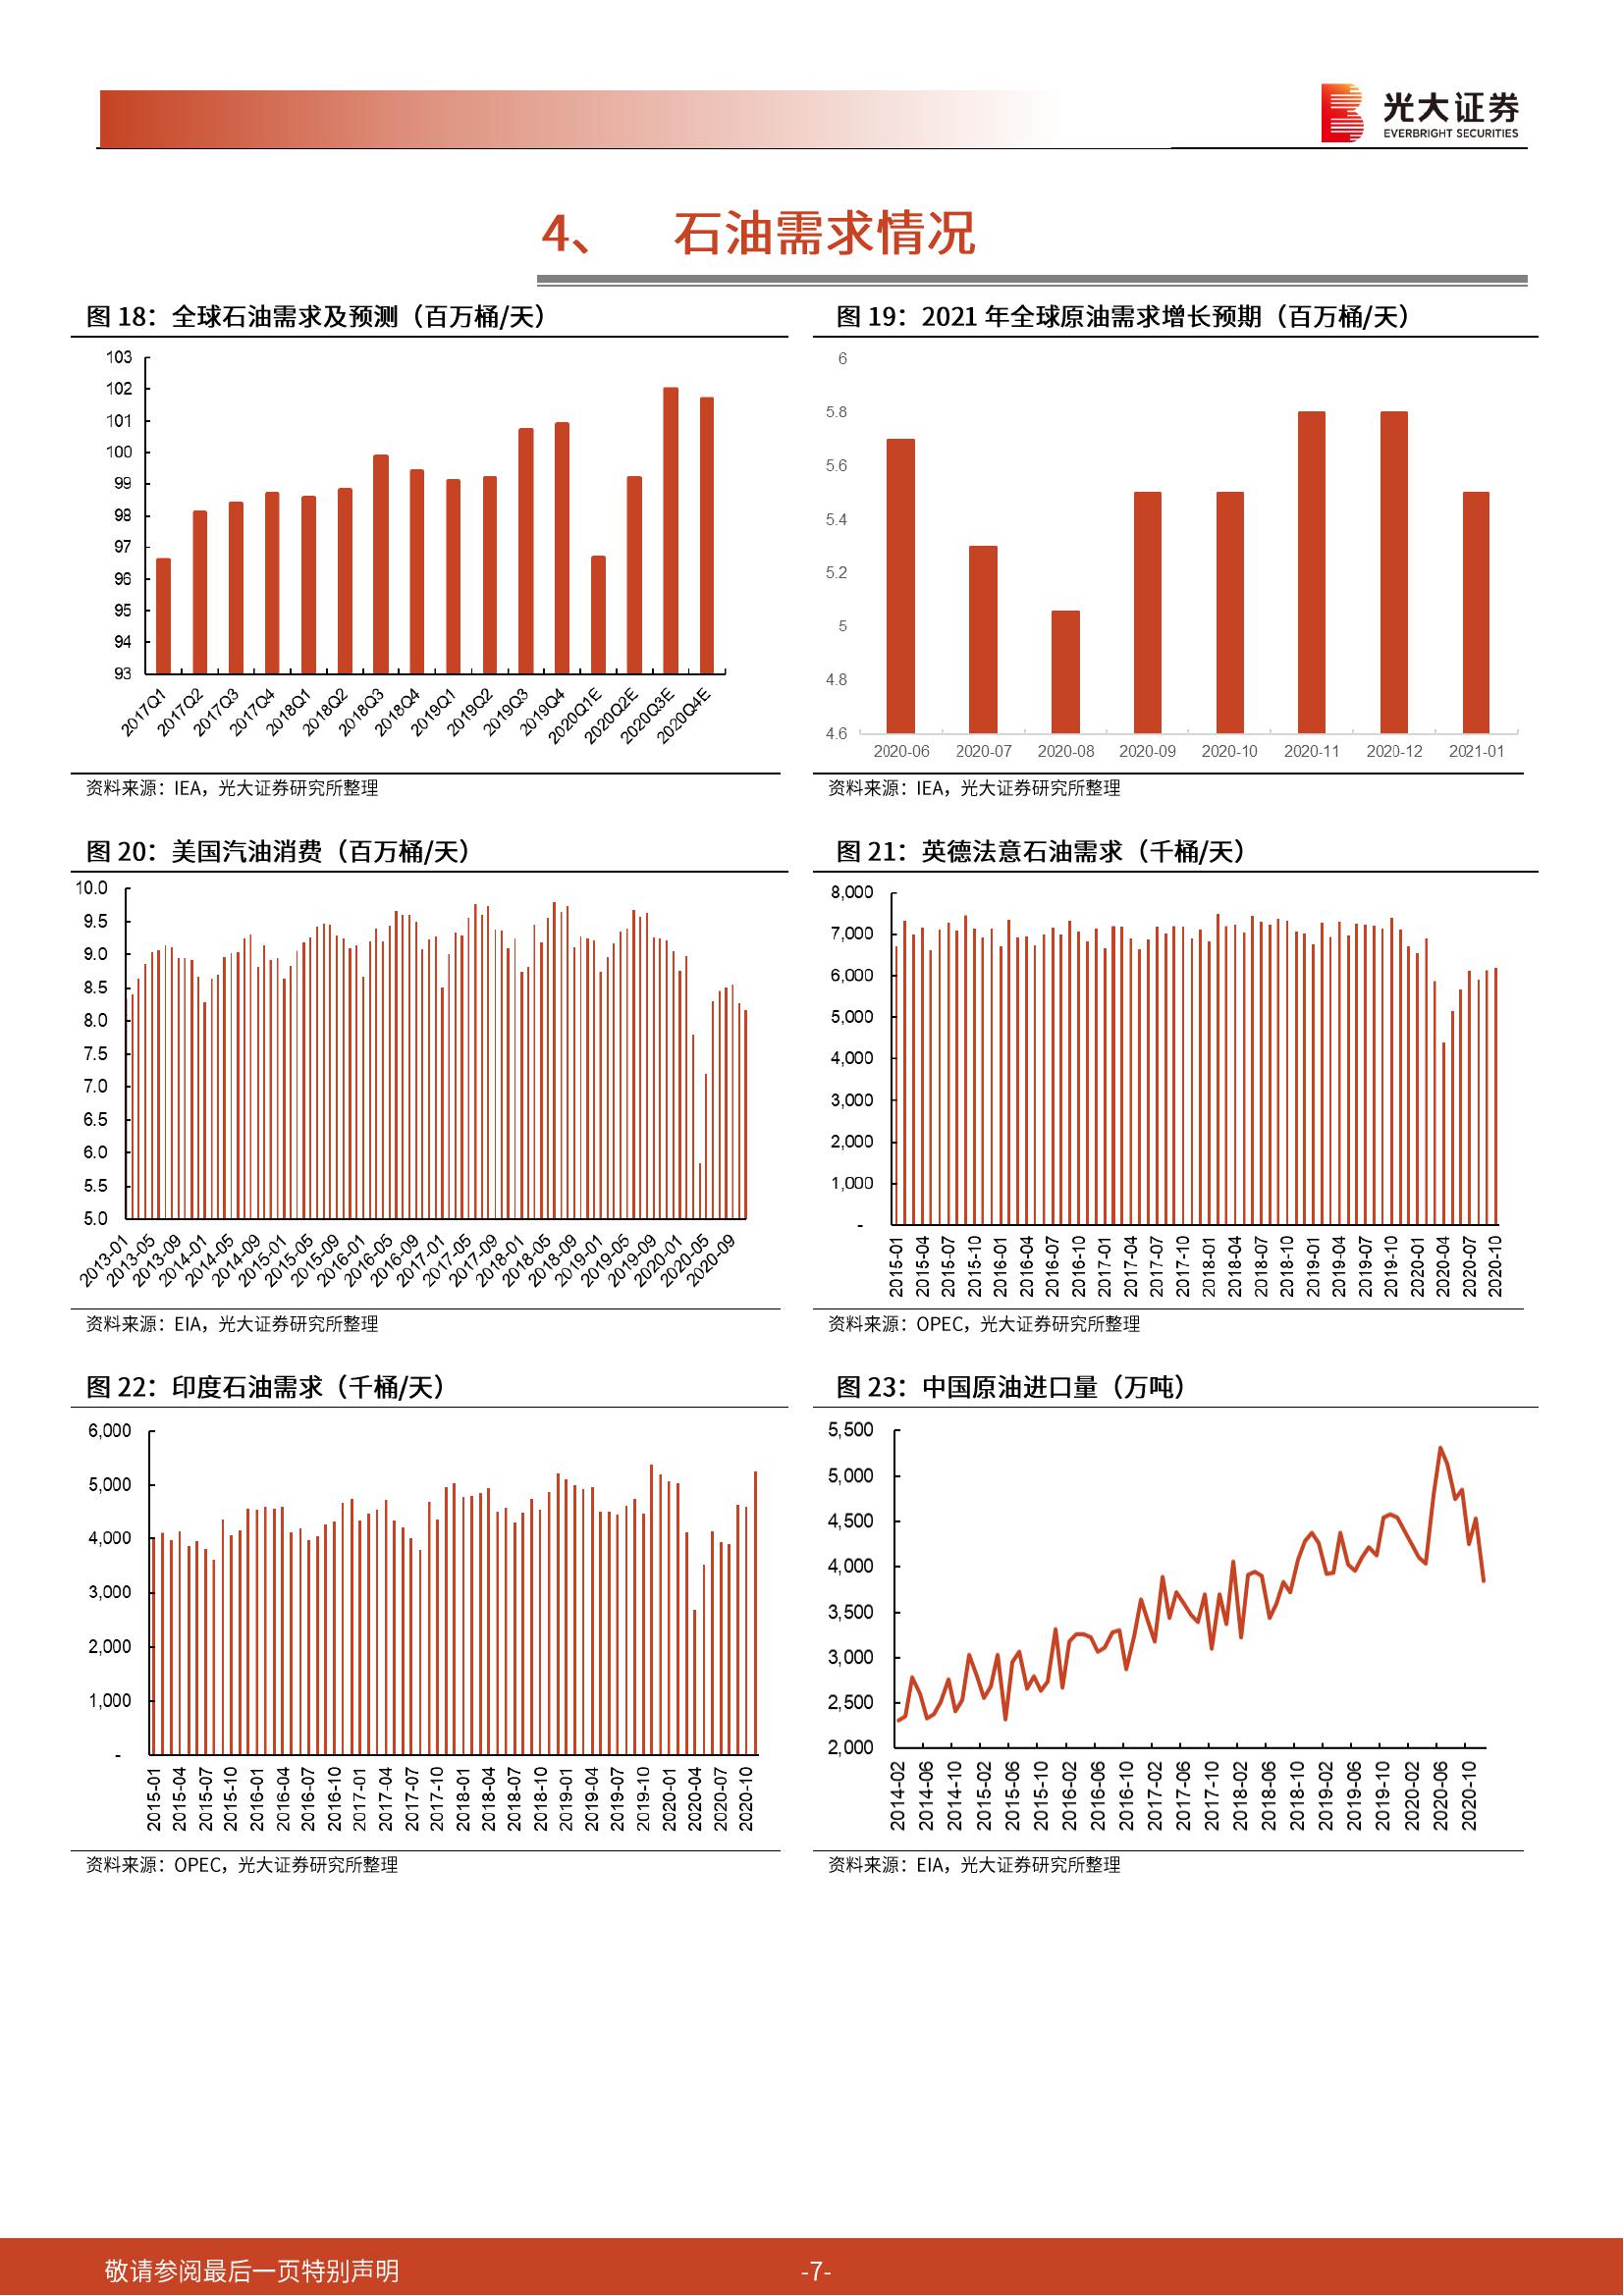 光大证券
EVERBRIGHT SECURITIES
4、 石油需求情况
图 18：全球石油需求及预测（百万桶/天）
103
102
101
100
99
98
97
96
95
94
93
2017Q1 2017Q2 2017Q3 2017Q4 2018Q1 2018Q2 2018Q3 2018Q4 2019Q1 2019Q2 2019Q3 2019Q4 2020Q1E 2020Q2E 2020Q3E 2020Q4E
资料来源：IEA，光大证券研究所整理
图 19：2021 年全球原油需求增长预期（百万桶/天）
6
5.8
5.6
5.4
5.2
5
4.8
4.6
2020-06 2020-07 2020-08 2020-09 2020-10 2020-11 2020-12 2021-01
资料来源：IEA，光大证券研究所整理
图 20：美国汽油消费（百万桶/天）
10.0
9.5
9.0
8.5
8.0
7.5
7.0
6.5
6.0
5.5
5.0
2013-01 2013-05 2013-09 2014-01 2014-05 2014-09 2015-01 2015-05 2015-09 2016-01 2016-05 2016-09 2017-01 2017-05 2017-09 2018-01 2018-05 2018-09 2019-01 2019-05 2019-09 2020-01 2020-05 2020-09
资料来源：EIA，光大证券研究所整理
图 21：英德法意石油需求（千桶/天）
8,000
7,000
6,000
5,000
4,000
3,000
2,000
1,000
-
2015-01 2015-04 2015-07 2015-10 2016-01 2016-04 2016-07 2016-10 2017-01 2017-04 2017-07 2017-10 2018-01 2018-04 2018-07 2018-10 2019-01 2019-04 2019-07 2019-10 2020-01 2020-04 2020-07 2020-10
资料来源：OPEC，光大证券研究所整理
图 22：印度石油需求（千桶/天）
6,000
5,000
4,000
3,000
2,000
1,000
-
2015-01 2015-04 2015-07 2015-10 2016-01 2016-04 2016-07 2016-10 2017-01 2017-04 2017-07 2017-10 2018-01 2018-04 2018-07 2018-10 2019-01 2019-04 2019-07 2019-10 2020-01 2020-04 2020-07 2020-10
资料来源：OPEC，光大证券研究所整理
图 23：中国原油进口量（万吨）
5,500
5,000
4,500
4,000
3,500
3,000
2,500
2,000
2014-02 2014-06 2014-10 2015-02 2015-06 2015-10 2016-02 2016-06 2016-10 2017-02 2017-06 2017-10 2018-02 2018-06 2018-10 2019-02 2019-06 2019-10 2020-02 2020-06 2020-10
资料来源：EIA，光大证券研究所整理
敬请参阅最后一页特别声明
-7-